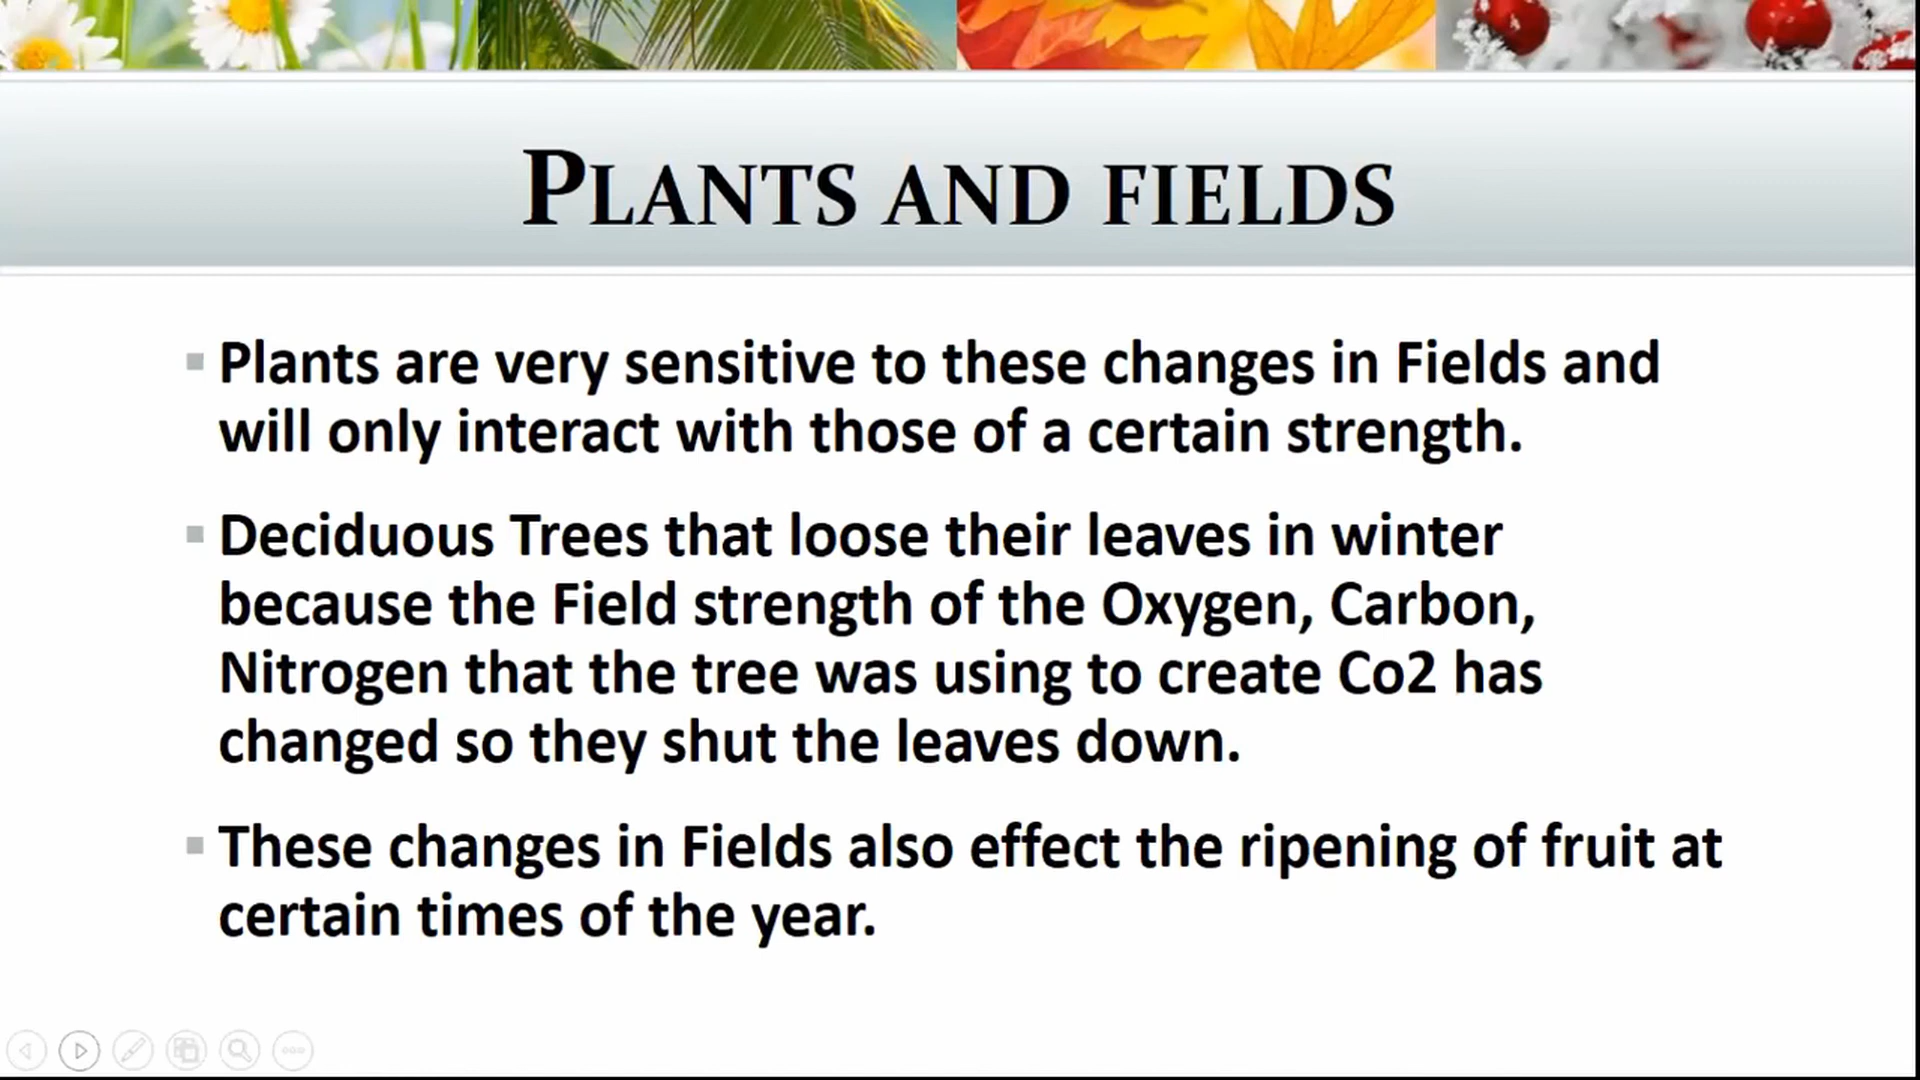 PLANTS AND FIELDS
Plants are very sensitive to these changes in Fields and
will only interact with those of a certain strength.
Deciduous Trees that loose their leaves in winter
because the Field strength of the Oxygen, Carbon,
Nitrogen that the tree was using to create Co2 has
changed so they shut the leaves down.
These changes in Fields also effect the ripening of fruit at
certain times of the year.